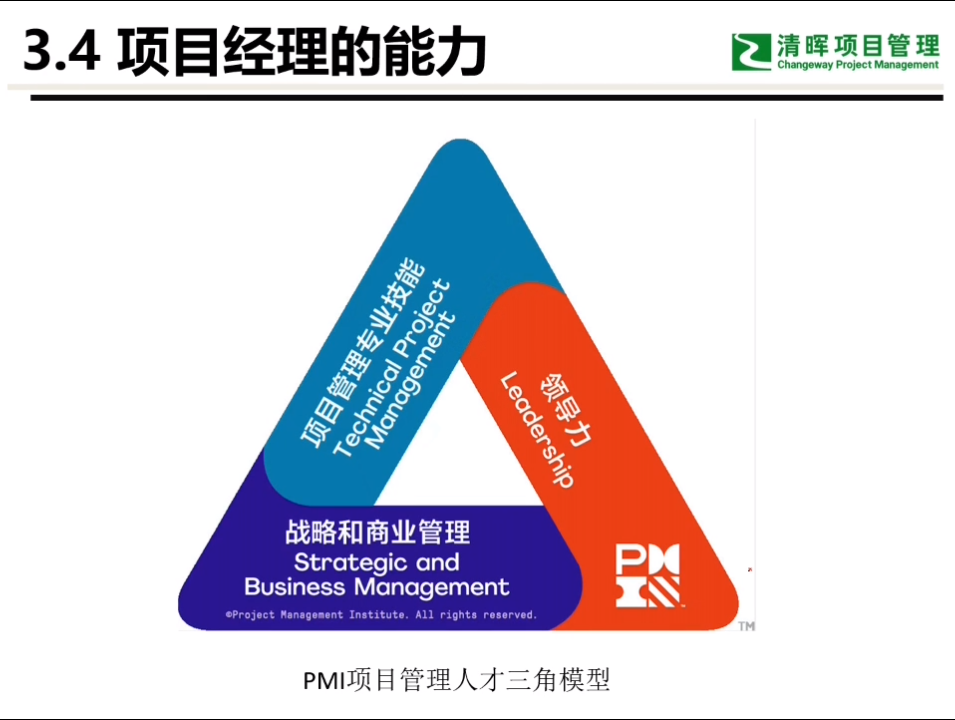 3.4 项目经理的能力
清晖项目管理
Changeway Project Management
项目管理专业技能
Technical Project
Management
领导力
Leadership
战略和商业管理
Strategic and
Business Management
©Project Management Institute. All rights reserved.
PM
I
TM
PMI项目管理人才三角模型